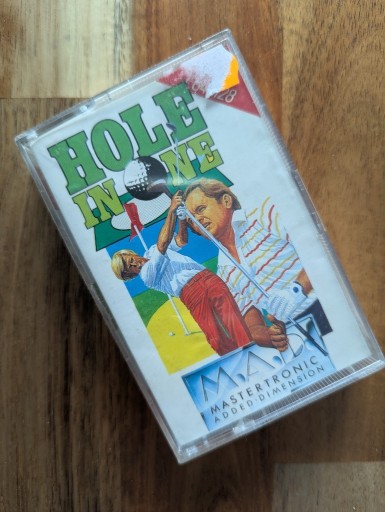 HOLE
IN ONE
M.A.D
MASTERTRONIC
ADDED·DIMENSION